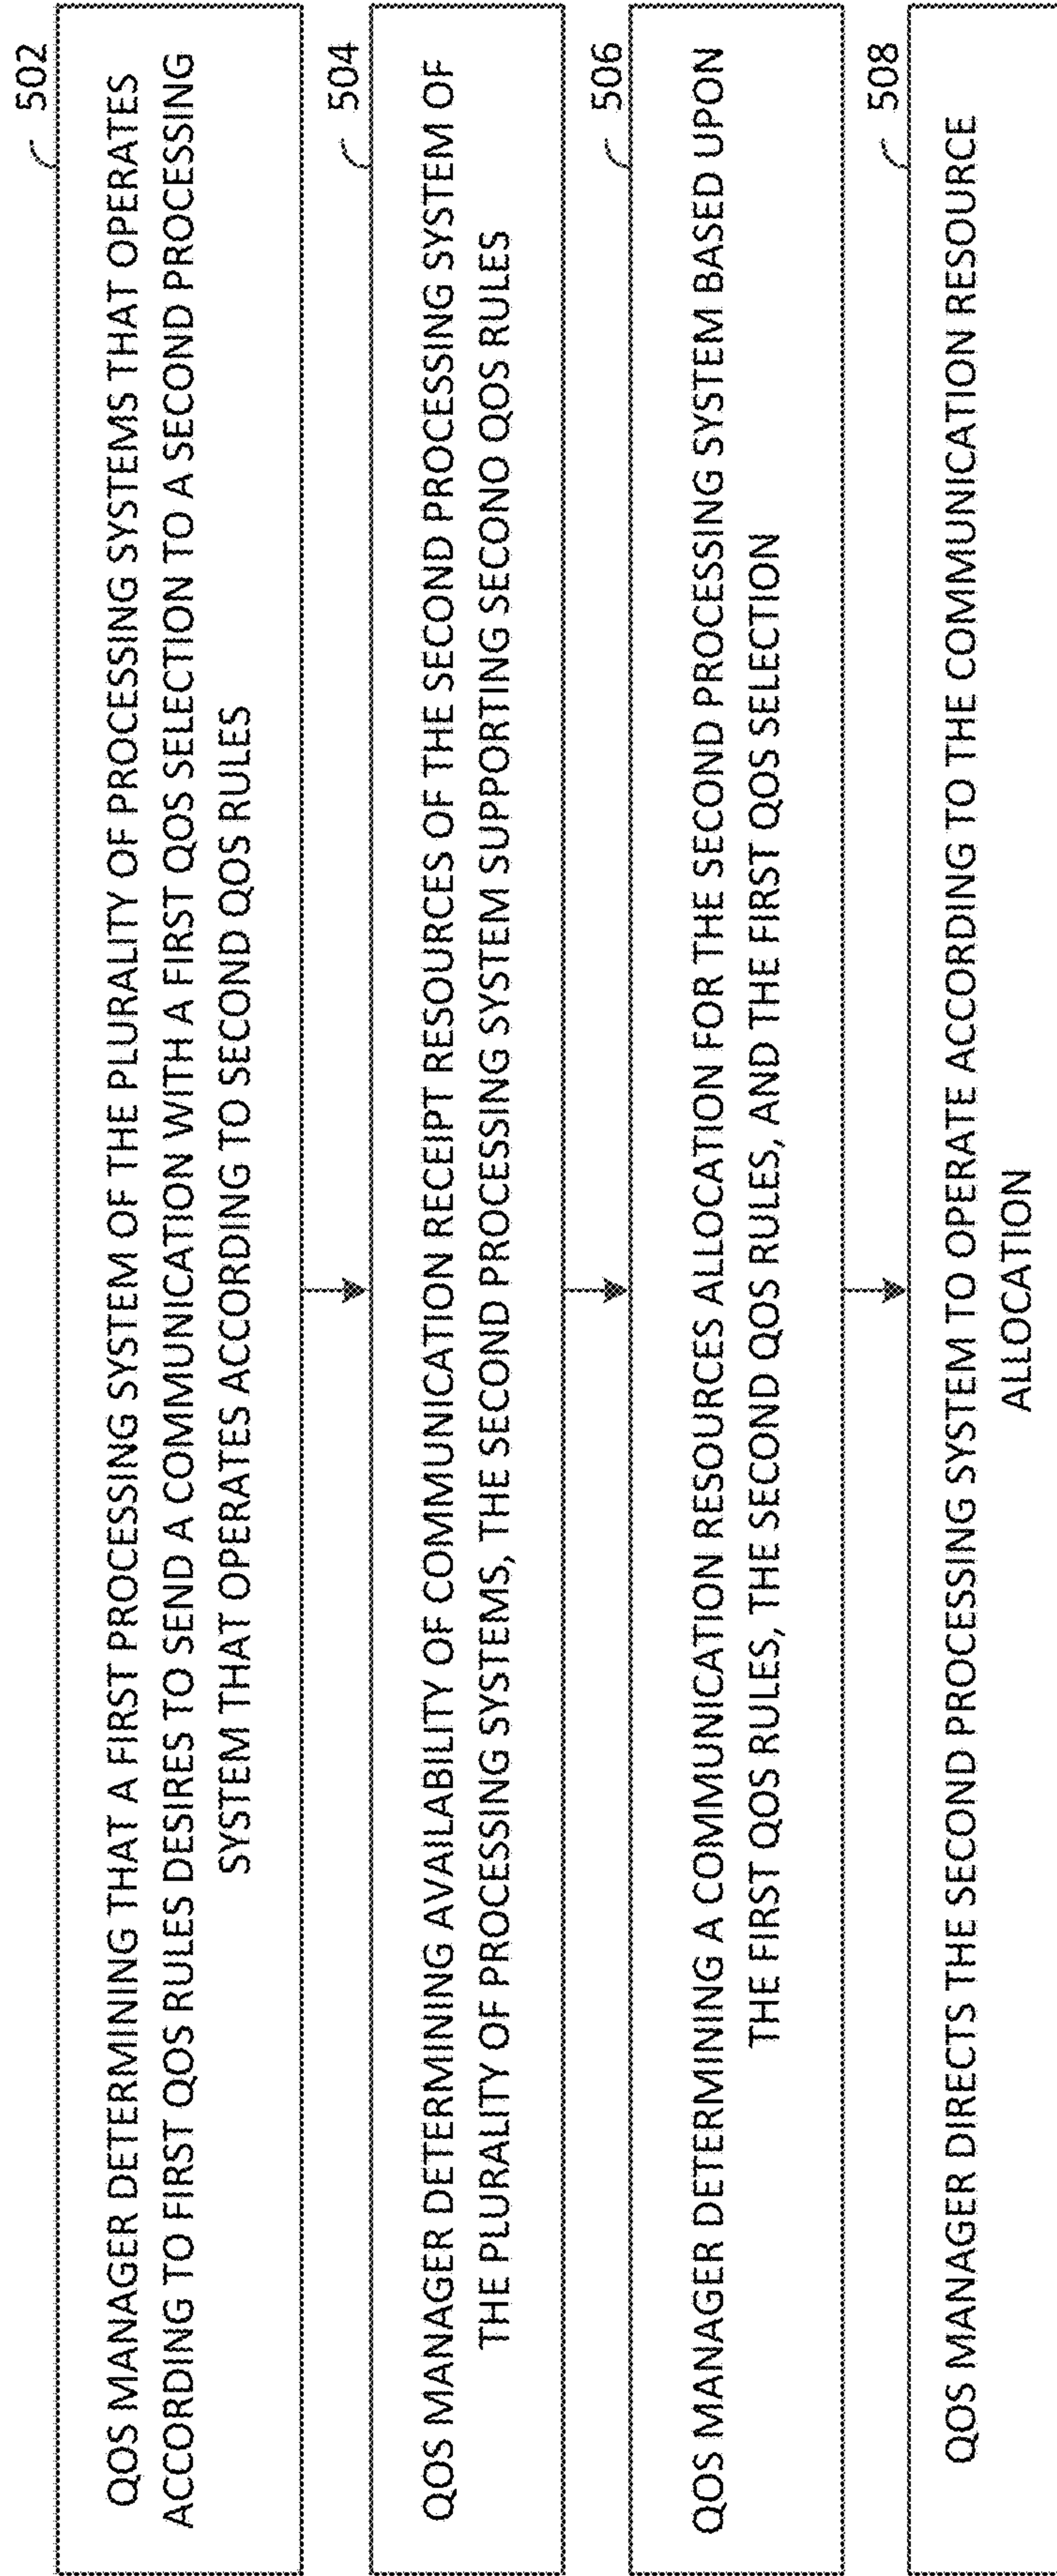 502
QOS MANAGER DETERMINING THAT A FIRST PROCESSING SYSTEM OF THE PLURALITY OF PROCESSING SYSTEMS THAT OPERATES
ACCORDING TO FIRST QOS RULES DESIRES TO SEND A COMMUNICATION WITH A FIRST QOS SELECTION TO A SECOND PROCESSING
SYSTEM THAT OPERATES ACCORDING TO SECOND QOS RULES
504
QOS MANAGER DETERMINING AVAILABILITY OF COMMUNICATION RECEIPT RESOURCES OF THE SECOND PROCESSING SYSTEM OF
THE PLURALITY OF PROCESSING SYSTEMS, THE SECOND PROCESSING SYSTEM SUPPORTING SECONO QOS RULES
506
QOS MANAGER DETERMINING A COMMUNICATION RESOURCES ALLOCATION FOR THE SECOND PROCESSING SYSTEM BASED UPON
THE FIRST QOS RULES, THE SECOND QOS RULES, AND THE FIRST QOS SELECTION
508
QOS MANAGER DIRECTS THE SECOND PROCESSING SYSTEM TO OPERATE ACCORDING TO THE COMMUNICATION RESOURCE
ALLOCATION